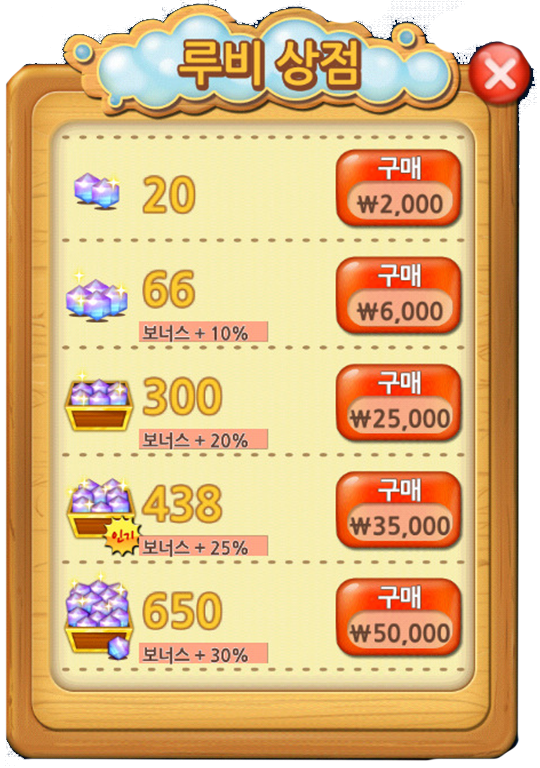 루비 상점
20
구매
₩2,000
66
보너스 + 10%
구매
₩6,000
300
보너스 + 20%
구매
₩25,000
438
인기
보너스 + 25%
구매
₩35,000
650
보너스 + 30%
구매
₩50,000